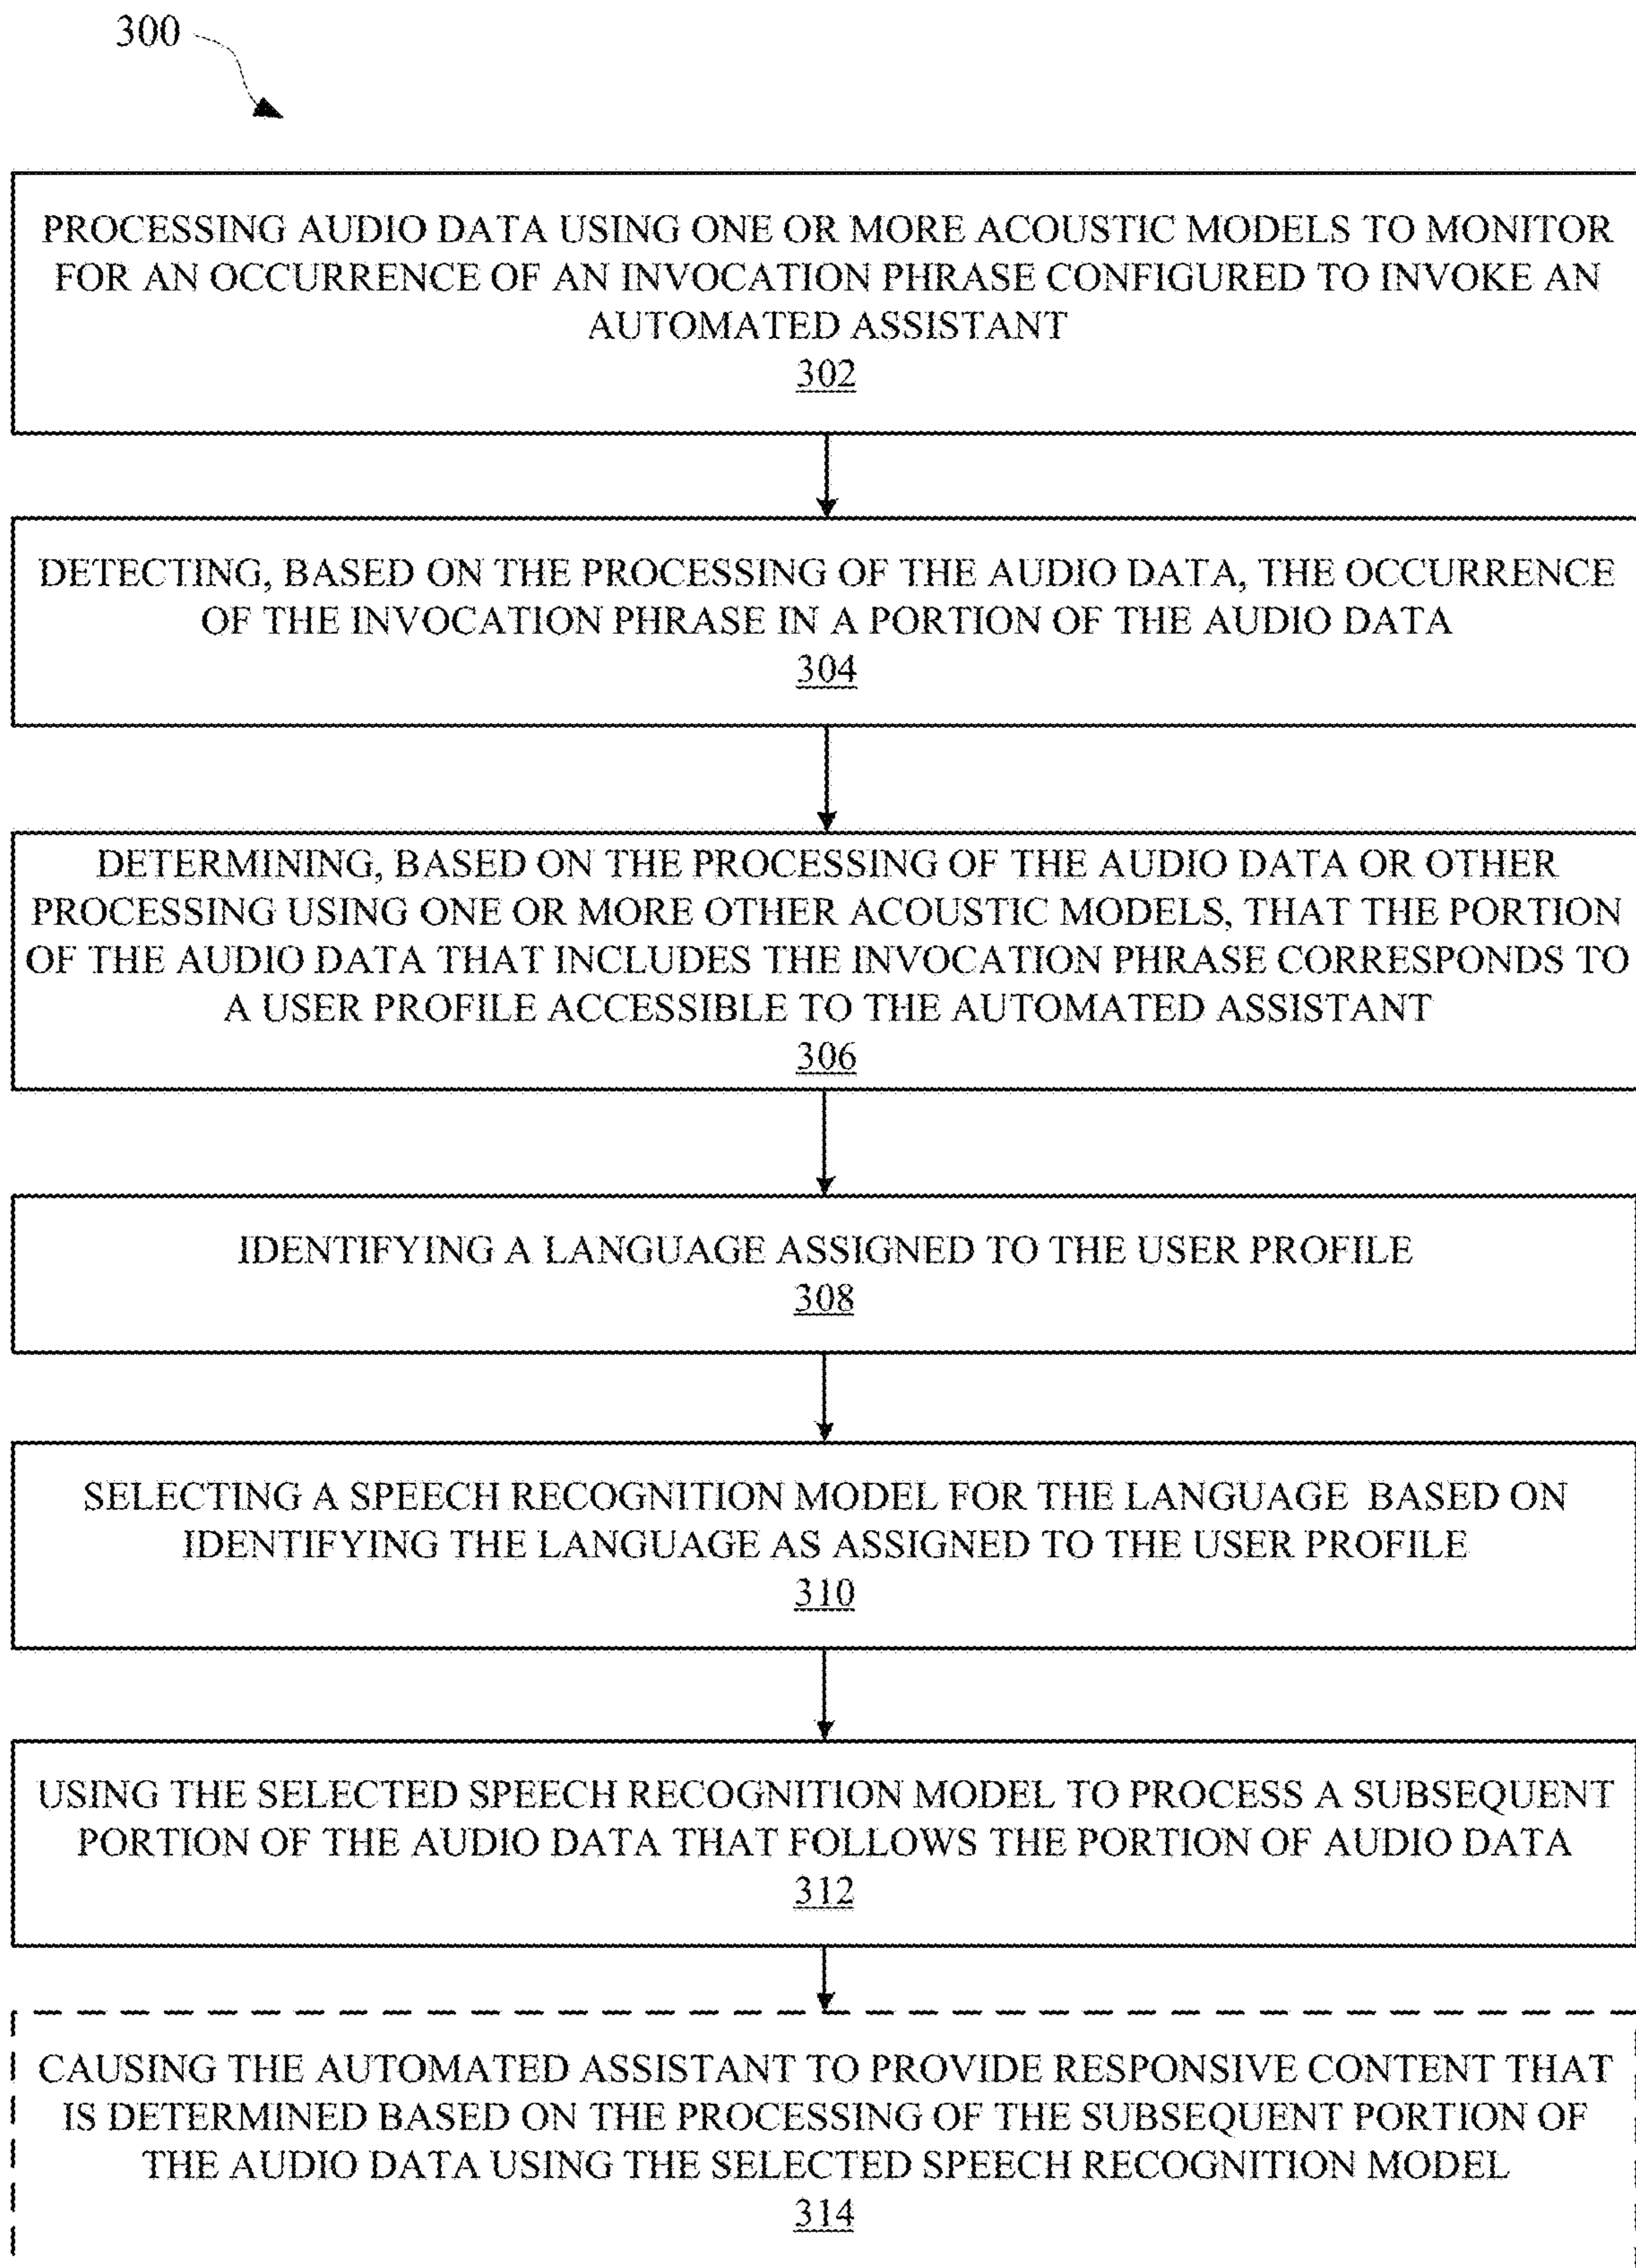 300
PROCESSING AUDIO DATA USING ONE OR MORE ACOUSTIC MODELS TO MONITOR
FOR AN OCCURRENCE OF AN INVOCATION PHRASE CONFIGURED TO INVOKE AN
AUTOMATED ASSISTANT
302
DETECTING, BASED ON THE PROCESSING OF THE AUDIO DATA, THE OCCURRENCE
OF THE INVOCATION PHRASE IN A PORTION OF THE AUDIO DATA
304
DETERMINING, BASED ON THE PROCESSING OF THE AUDIO DATA OR OTHER
PROCESSING USING ONE OR MORE OTHER ACOUSTIC MODELS, THAT THE PORTION
OF THE AUDIO DATA THAT INCLUDES THE INVOCATION PHRASE CORRESPONDS TO
A USER PROFILE ACCESSIBLE TO THE AUTOMATED ASSISTANT
306
IDENTIFYING A LANGUAGE ASSIGNED TO THE USER PROFILE
308
SELECTING A SPEECH RECOGNITION MODEL FOR THE LANGUAGE BASED ON
IDENTIFYING THE LANGUAGE AS ASSIGNED TO THE USER PROFILE
310
USING THE SELECTED SPEECH RECOGNITION MODEL TO PROCESS A SUBSEQUENT
PORTION OF THE AUDIO DATA THAT FOLLOWS THE PORTION OF AUDIO DATA
312
CAUSING THE AUTOMATED ASSISTANT TO PROVIDE RESPONSIVE CONTENT THAT
IS DETERMINED BASED ON THE PROCESSING OF THE SUBSEQUENT PORTION OF
THE AUDIO DATA USING THE SELECTED SPEECH RECOGNITION MODEL
314